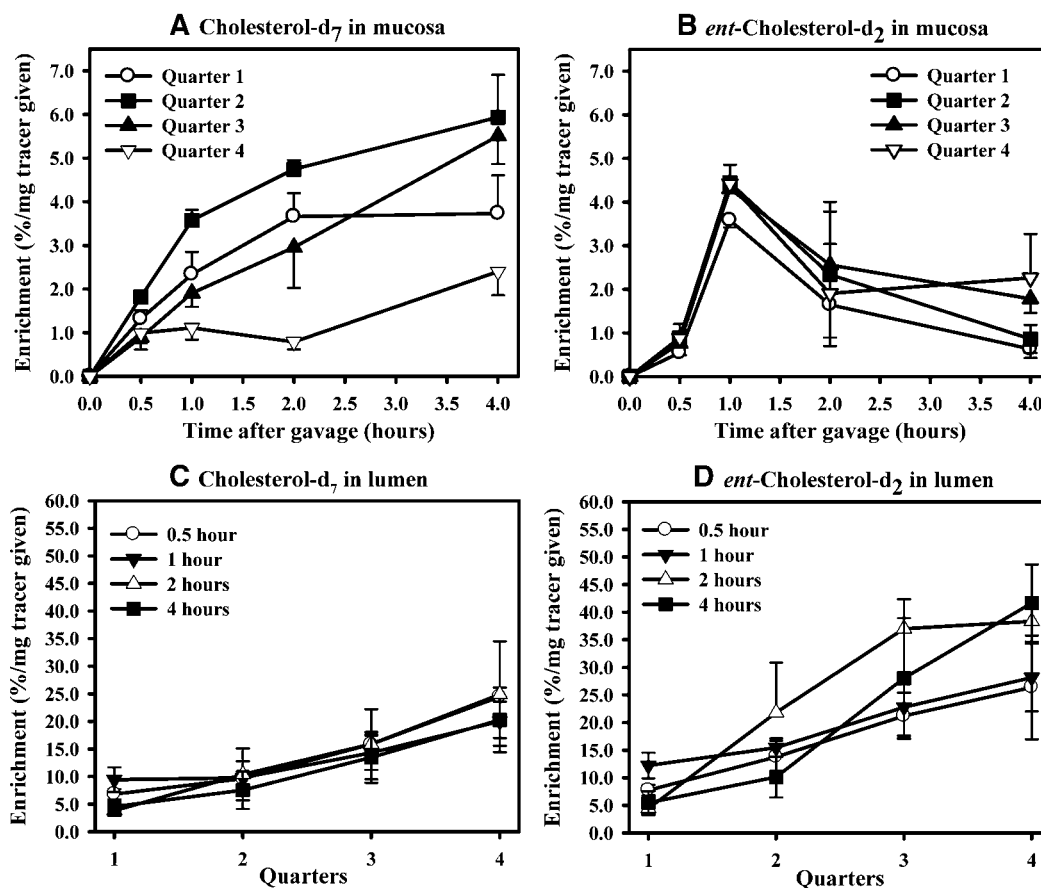 A Cholesterol-d7 in mucosa
Enrichment (%/mg tracer given)
7.0
6.0
5.0
4.0
3.0
2.0
1.0
0.0
Quarter 1
Quarter 2
Quarter 3
Quarter 4
0.0 0.5 1.0 1.5 2.0 2.5 3.0 3.5 4.0
Time after gavage (hours)
B ent-Cholesterol-d2 in mucosa
Enrichment (%/mg tracer given)
7.0
6.0
5.0
4.0
3.0
2.0
1.0
0.0
Quarter 1
Quarter 2
Quarter 3
Quarter 4
0.0 0.5 1.0 1.5 2.0 2.5 3.0 3.5 4.0
Time after gavage (hours)
C Cholesterol-d7 in lumen
Enrichment (%/mg tracer given)
60.0
55.0
50.0
45.0
40.0
35.0
30.0
25.0
20.0
15.0
10.0
5.0
0.0
0.5 hour
1 hour
2 hours
4 hours
1 2 3 4
Quarters
D ent-Cholesterol-d2 in lumen
Enrichment (%/mg tracer given)
60.0
55.0
50.0
45.0
40.0
35.0
30.0
25.0
20.0
15.0
10.0
5.0
0.0
0.5 hour
1 hour
2 hours
4 hours
1 2 3 4
Quarters